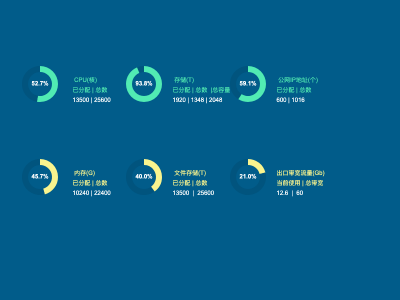 52.7%
CPU(核)
已分配 | 总数
13500 | 25600
93.8%
存储(T)
已分配 | 总数 |总容量
1920 | 1348 | 2048
59.1%
公网IP地址(个)
已分配 | 总数
600 | 1016
45.7%
内存(G)
已分配 | 总数
10240 | 22400
40.0%
文件存储(T)
已分配 | 总数
13500 | 25600
21.0%
出口带宽流量(Gb)
当前使用 | 总带宽
12.6 | 60